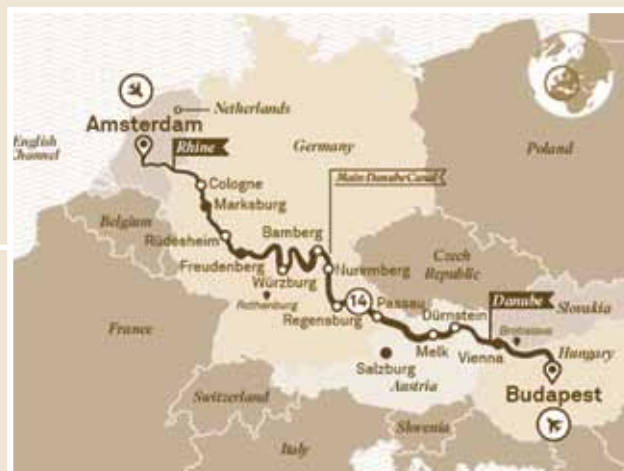 Netherlands
Amsterdam
English
Channel
Rhine
Germany
Poland
Main Danube Canal
Cologne
Marksburg
Belgium
Bamberg
Rüdesheim
Czech
Republic
Freudenberg
Nuremberg
Würzburg
Rothenburg
14
Passau
Danube
Slovakia
Regensburg
Dürnstein
Bratislava
France
Melk
Vienna
Hungary
Salzburg
Austria
Switzerland
Budapest
Slovenia
Italy